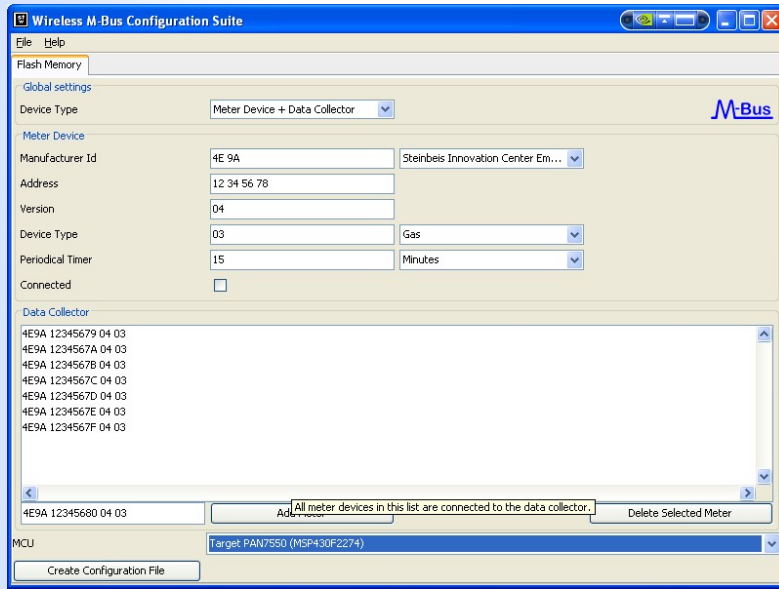 Wireless M-Bus Configuration Suite
File Help
Flash Memory
Global settings
Device Type Meter Device + Data Collector
M-Bus
Meter Device
Manufacturer Id 4E 9A Steinbeis Innovation Center Em...
Address 12 34 56 78
Version 04
Device Type 03 Gas
Periodical Timer 15 Minutes
Connected
Data Collector
4E9A 12345679 04 03
4E9A 1234567A 04 03
4E9A 1234567B 04 03
4E9A 1234567C 04 03
4E9A 1234567D 04 03
4E9A 1234567E 04 03
4E9A 1234567F 04 03
All meter devices in this list are connected to the data collector.
4E9A 12345680 04 03 Delete Selected Meter
MCU Target PAN7550 (MSP430F2274)
Create Configuration File